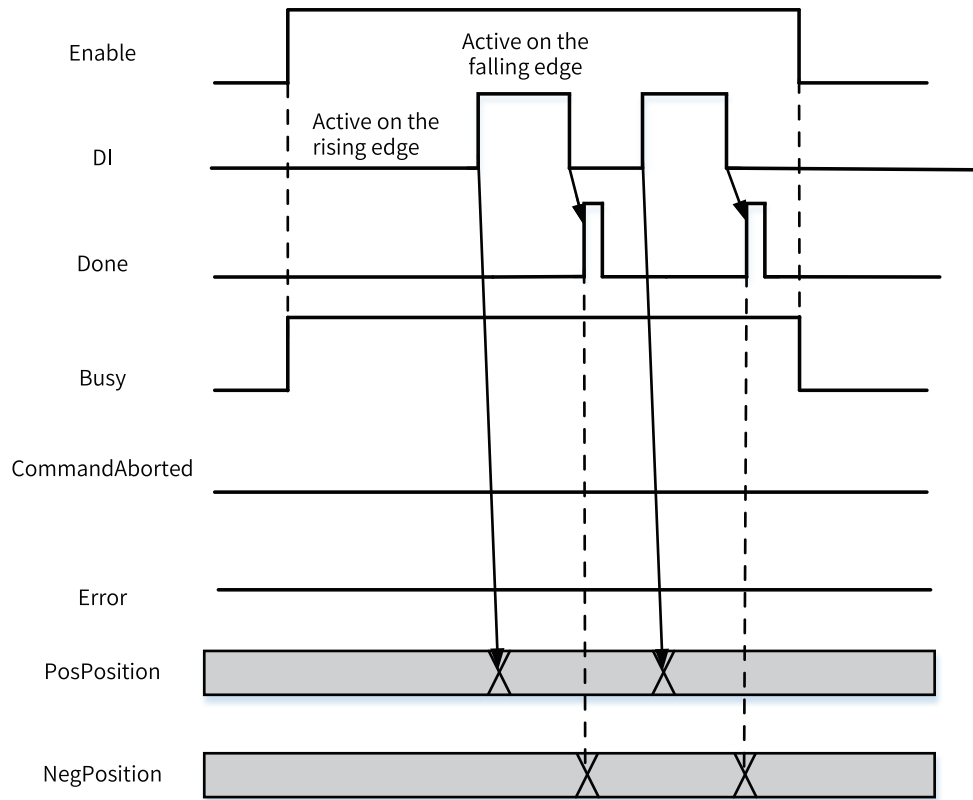 Enable
Active on the
falling edge
Active on the
rising edge
DI
Done
Busy
CommandAborted
Error
PosPosition
NegPosition